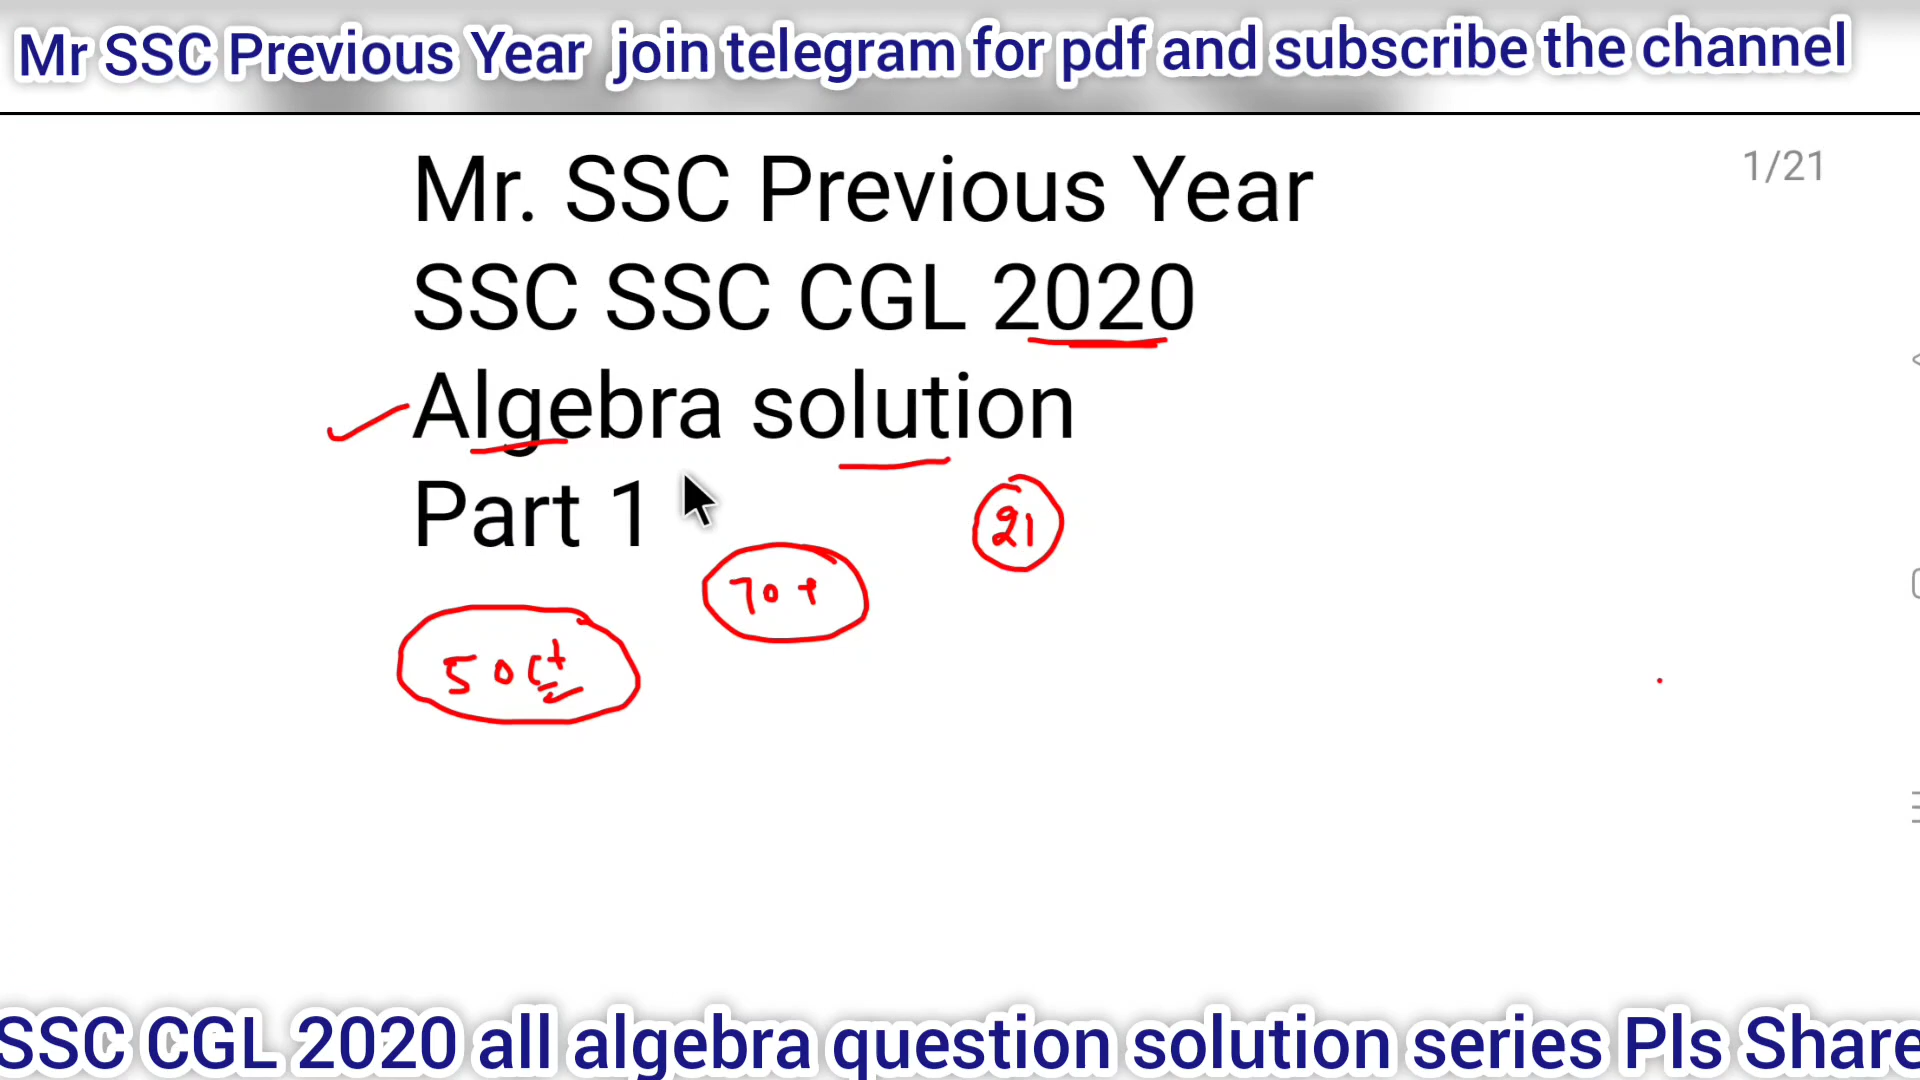 Mr SSC Previous Year join telegram for pdf and subscribe the channel
1/21
Mr. SSC Previous Year
SSC SSC CGL 2020
Algebra solution
Part 1
21
70+
5 Oct
SSC CGL 2020 all algebra question solution series Pls Share